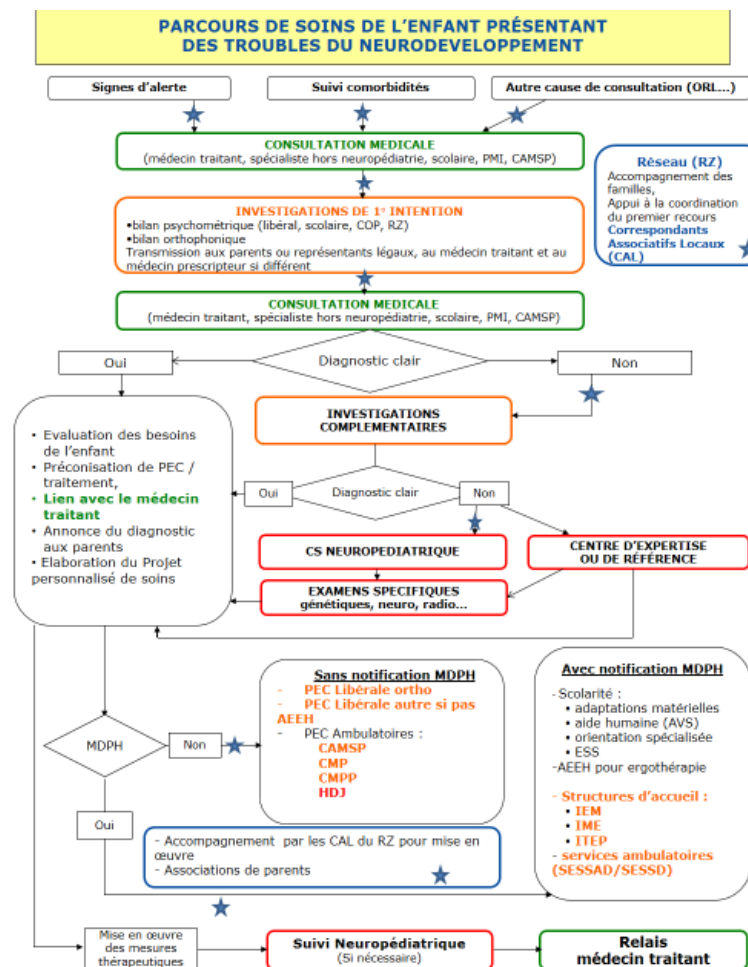 PARCOURS DE SOINS DE L'ENFANT PRÉSENTANT
DES TROUBLES DU NEURODEVELOPPEMENT
Signes d'alerte
Suivi comorbidités
Autre cause de consultation (ORL...)
CONSULTATION MEDICALE
(médecin traitant, spécialiste hors neuropédiatrie, scolaire, PMI, CAMSP)
Réseau (RZ)
Accompagnement des
familles,
Appui à la coordination
du premier recours
Correspondants
Associatifs Locaux
(CAL)
INVESTIGATIONS DE 1° INTENTION
•bilan psychométrique (libéral, scolaire, COP, RZ)
•bilan orthophonique
Transmission aux parents ou représentants légaux, au médecin traitant et au
médecin prescripteur si différent
CONSULTATION MEDICALE
(médecin traitant, spécialiste hors neuropédiatrie, scolaire, PMI, CAMSP)
Oui
Diagnostic clair
Non
INVESTIGATIONS
COMPLEMENTAIRES
• Evaluation des besoins
de l'enfant
• Préconisation de PEC /
traitement,
• Lien avec le médecin
traitant
• Annonce du diagnostic
aux parents
• Elaboration du Projet
personnalisé de soins
Oui
Diagnostic clair
Non
CS NEUROPEDIATRIQUE
CENTRE D'EXPERTISE
OU DE RÉFÉRENCE
EXAMENS SPECIFIQUES
génétiques, neuro, radio...
MDPH
Non
Sans notification MDPH
- PEC Libérale ortho
- PEC Libérale autre si pas
AEEH
- PEC Ambulatoires :
CAMSP
CMP
CMPP
HDJ
Avec notification MDPH
- Scolarité :
• adaptations matérielles
• aide humaine (AVS)
• orientation spécialisée
• ESS
-AEEH pour ergothérapie
- Structures d'accueil :
• IEM
• IME
• ITEP
- services ambulatoires
(SESSAD/SESSD)
Oui
- Accompagnement par les CAL du RZ pour mise en
œuvre
- Associations de parents
Mise en œuvre
des mesures
thérapeutiques
Suivi Neuropédiatrique
(Si nécessaire)
Relais
médecin traitant